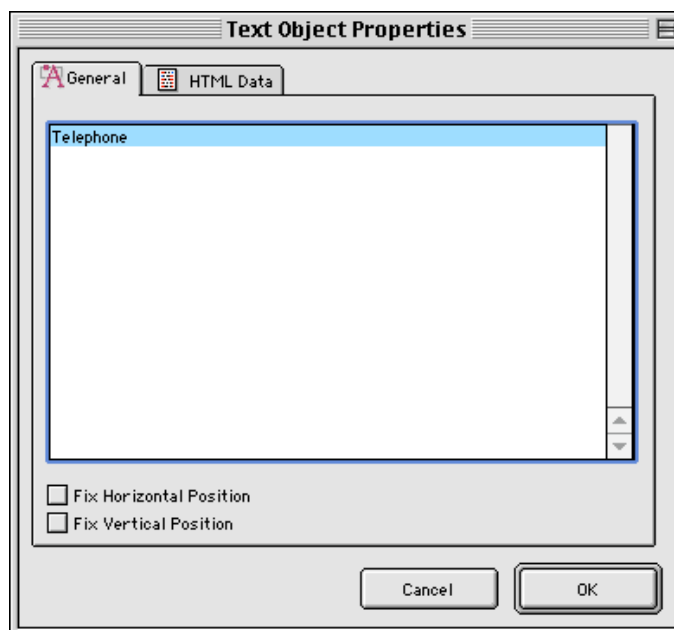 Text Object Properties
General HTML Data
Telephone
Fix Horizontal Position
Fix Vertical Position
Cancel OK